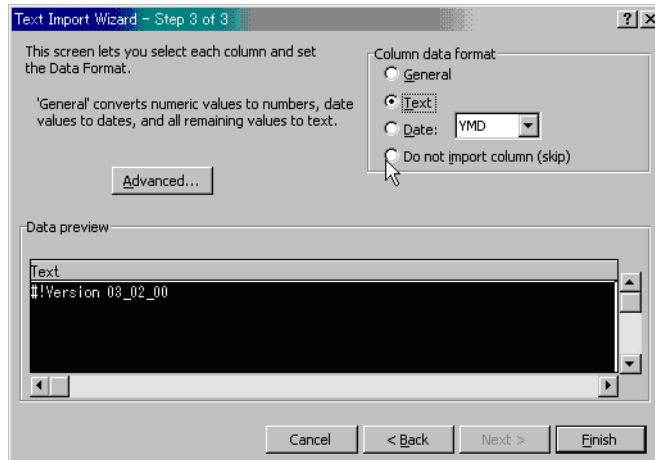 Text Import Wizard - Step 3 of 3
This screen lets you select each column and set
the Data Format.
'General' converts numeric values to numbers, date
values to dates, and all remaining values to text.
Advanced...
Column data format
General
Text
Date: YMD
Do not import column (skip)
Data preview
Text
#!Version 03_02_00
Cancel
< Back
Next >
Finish